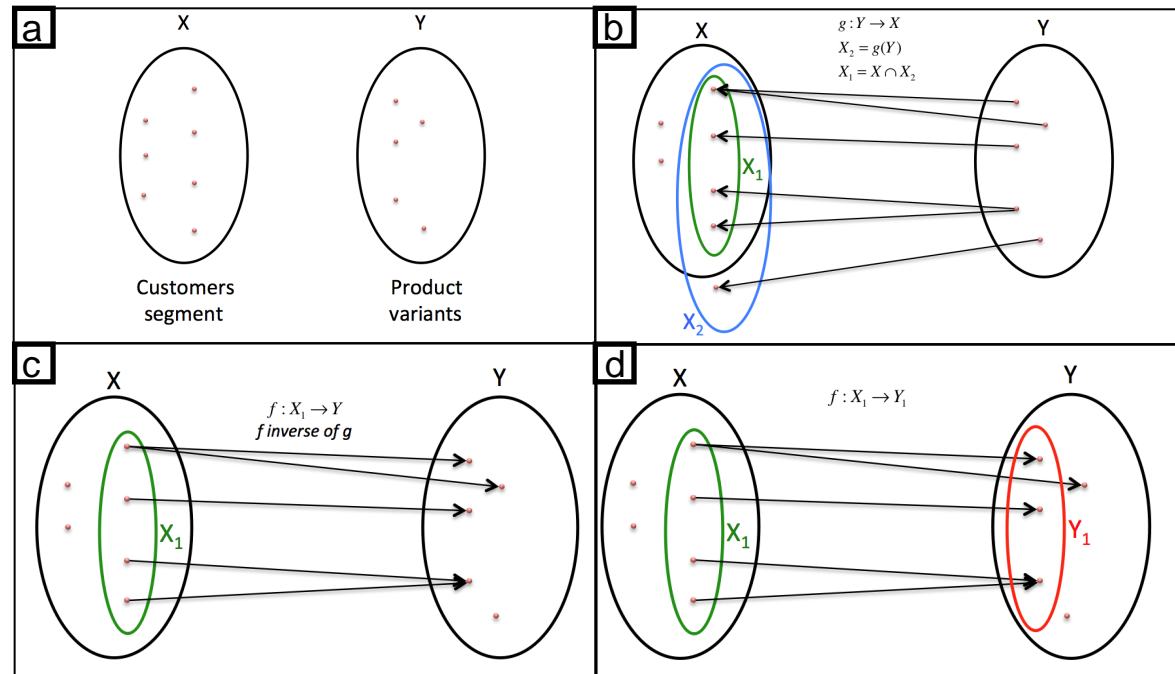 a
X
Y
Customers
segment
Product
variants
b
X
g : Y → X
X₂ = g(Y)
X₁ = X ∩ X₂
Y
X₁
X₂
c
X
f : X₁ → Y
f inverse of g
Y
X₁
d
X
f : X₁ → Y₁
Y
X₁
Y₁